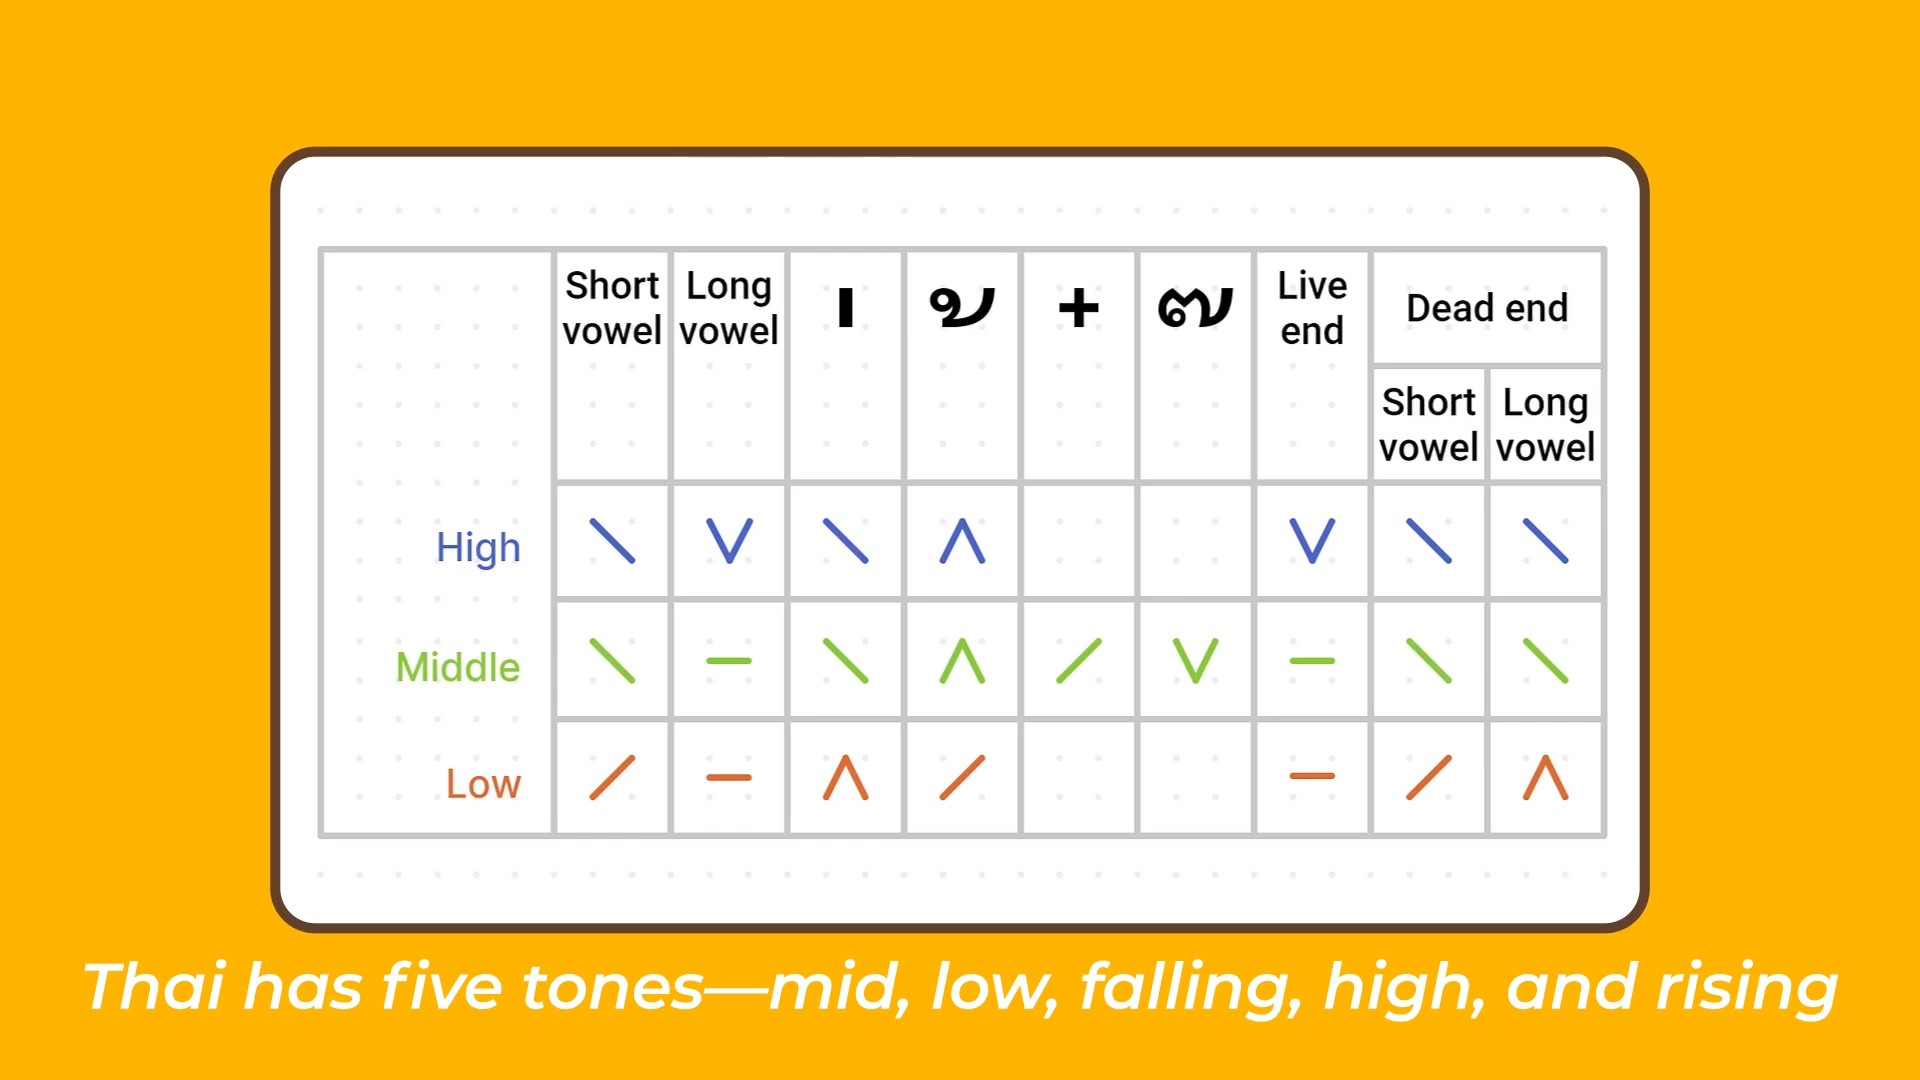 Short vowel
Long vowel
่
้
๊
๋
Live end
Dead end
Short vowel
Long vowel
High
Middle
Low
Thai has five tones—mid, low, falling, high, and rising